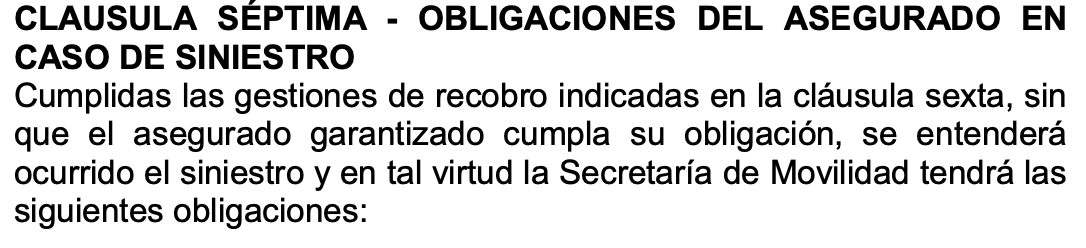 CLAUSULA SÉPTIMA - OBLIGACIONES DEL ASEGURADO EN
CASO DE SINIESTRO
Cumplidas las gestiones de recobro indicadas en la cláusula sexta, sin
que el asegurado garantizado cumpla su obligación, se entenderá
ocurrido el siniestro y en tal virtud la Secretaría de Movilidad tendrá las
siguientes obligaciones: